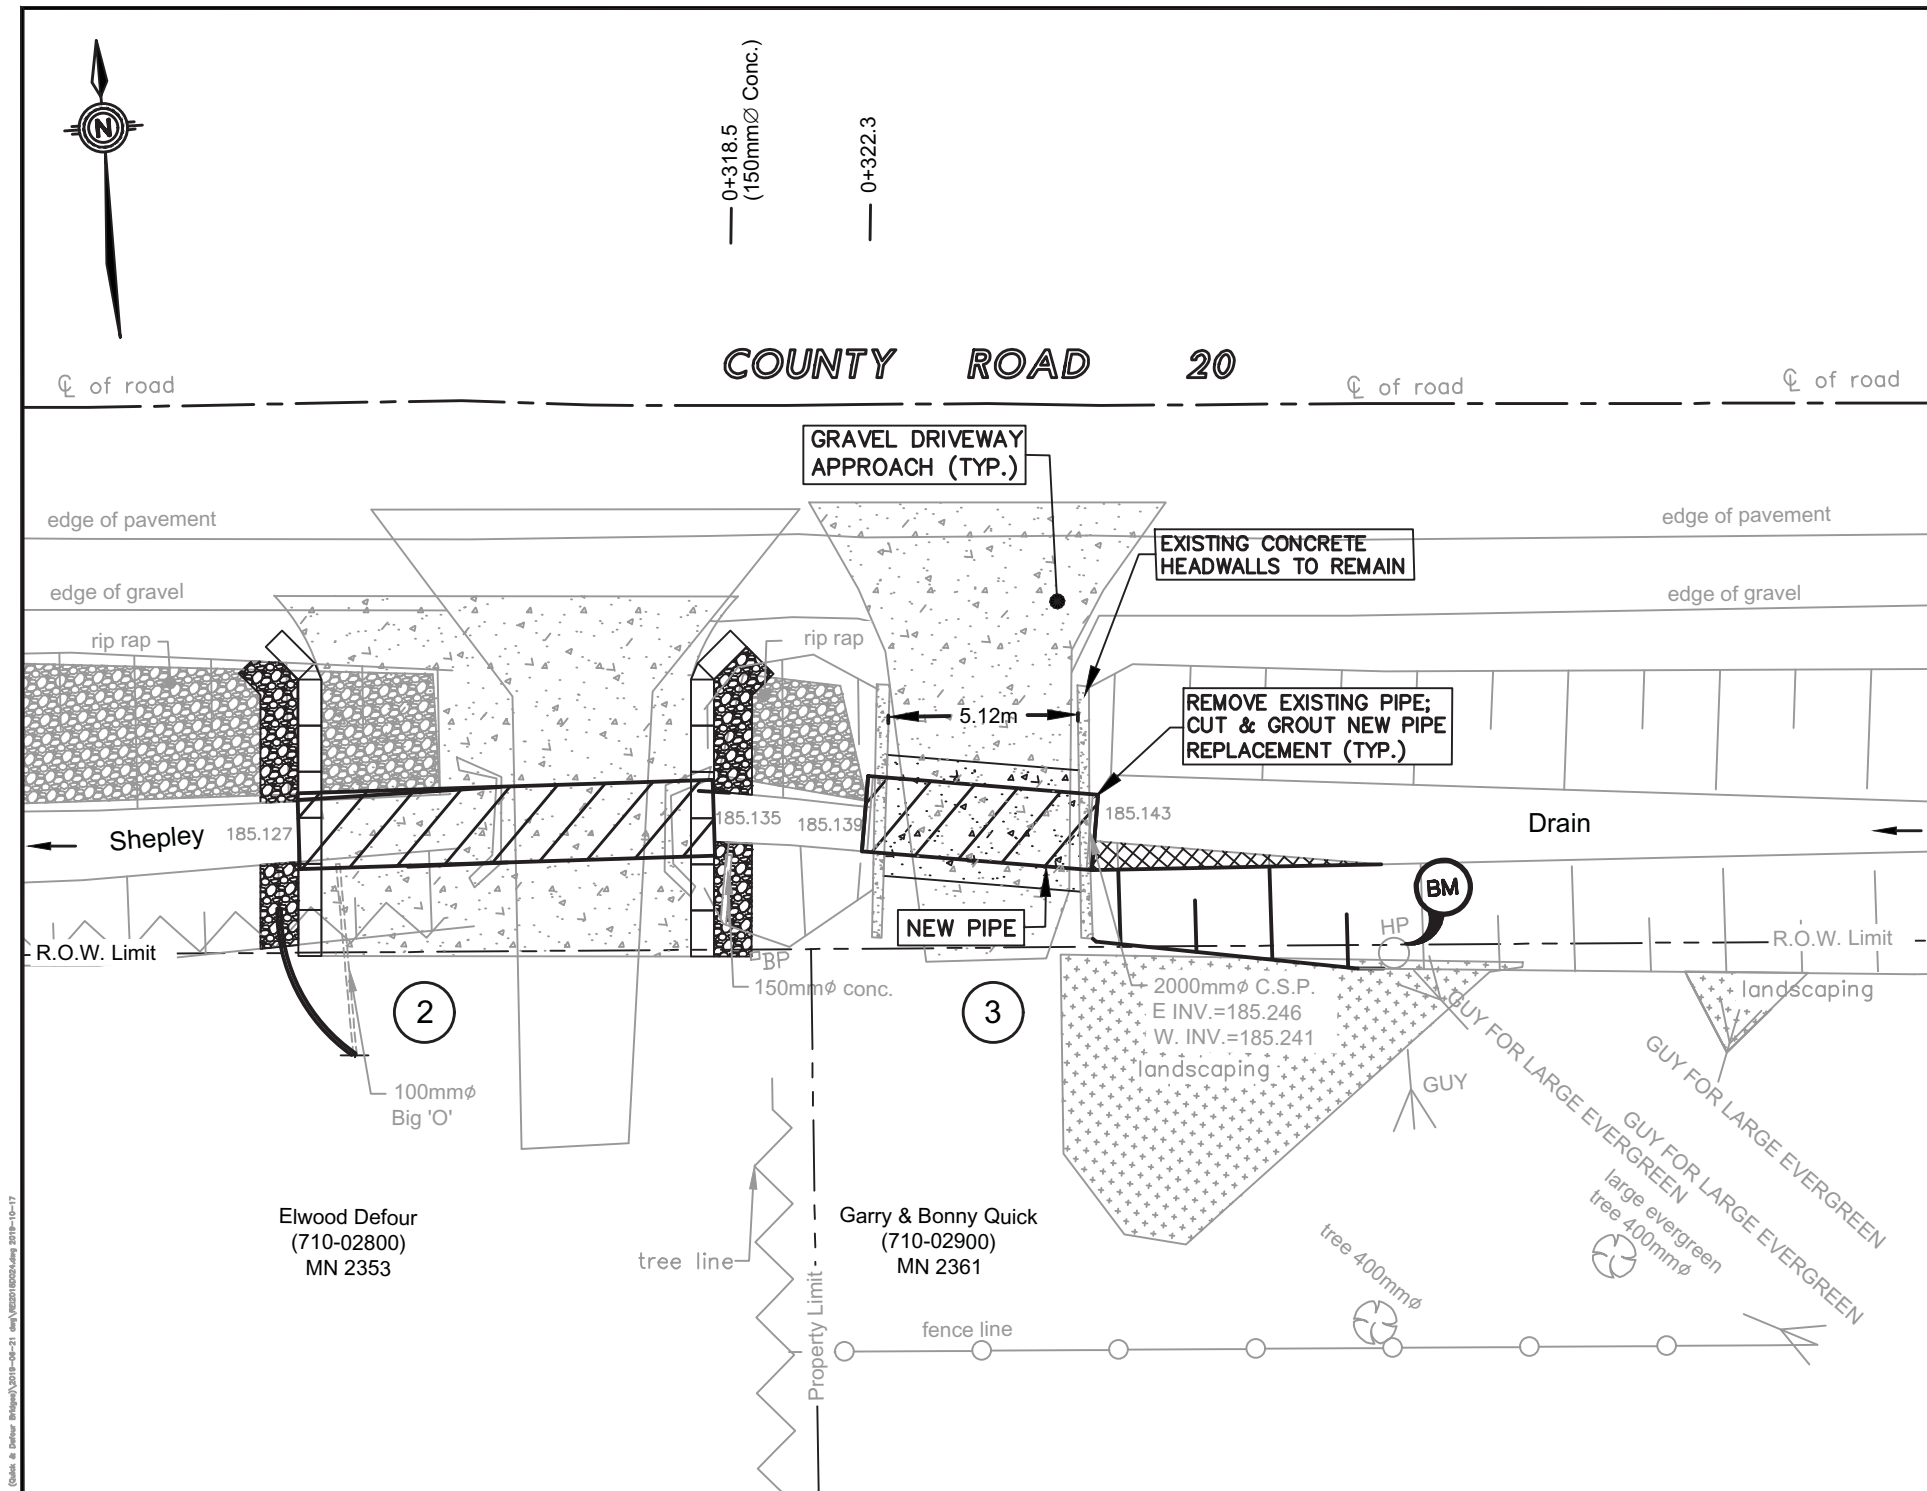 N
0+318.5
(150mmØ Conc.)
0+322.3
COUNTY ROAD 20
℄ of road
℄ of road
℄ of road
GRAVEL DRIVEWAY
APPROACH (TYP.)
edge of pavement
edge of pavement
EXISTING CONCRETE
HEADWALLS TO REMAIN
edge of gravel
edge of gravel
rip rap
rip rap
5.12m
REMOVE EXISTING PIPE;
CUT & GROUT NEW PIPE
REPLACEMENT (TYP.)
Shepley
185.127
185.135
185.139
185.143
Drain
BM
NEW PIPE
HP
R.O.W. Limit
R.O.W. Limit
BP
150mmø conc.
2
3
2000mmø C.S.P.
E INV.=185.246
W. INV.=185.241
landscaping
landscaping
GUY
GUY FOR LARGE EVERGREEN
GUY FOR LARGE EVERGREEN
GUY FOR LARGE EVERGREEN
100mmø
Big 'O'
large evergreen
tree 400mmø
tree 400mmø
Elwood Defour
(710-02800)
MN 2353
tree line
Property Limit
Garry & Bonny Quick
(710-02900)
MN 2361
fence line